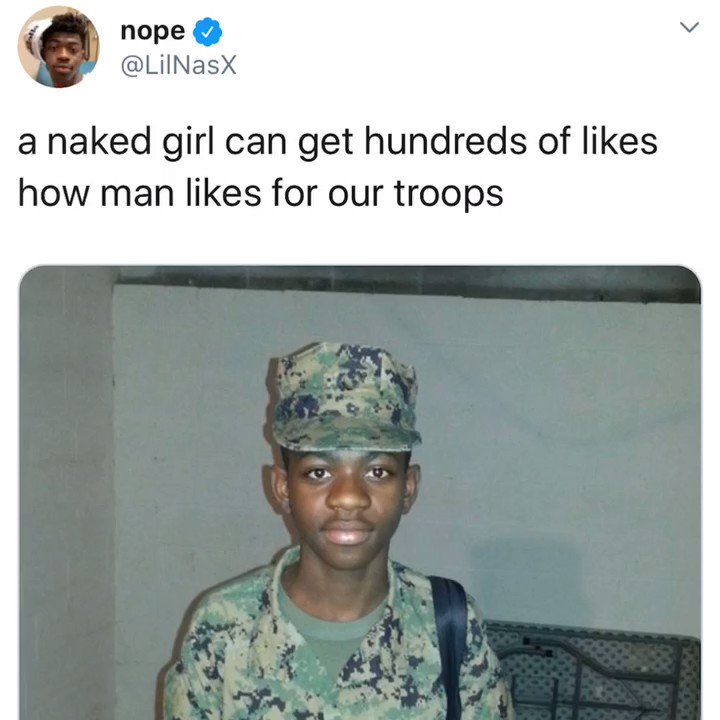 nope
@LilNasX
a naked girl can get hundreds of likes
how man likes for our troops